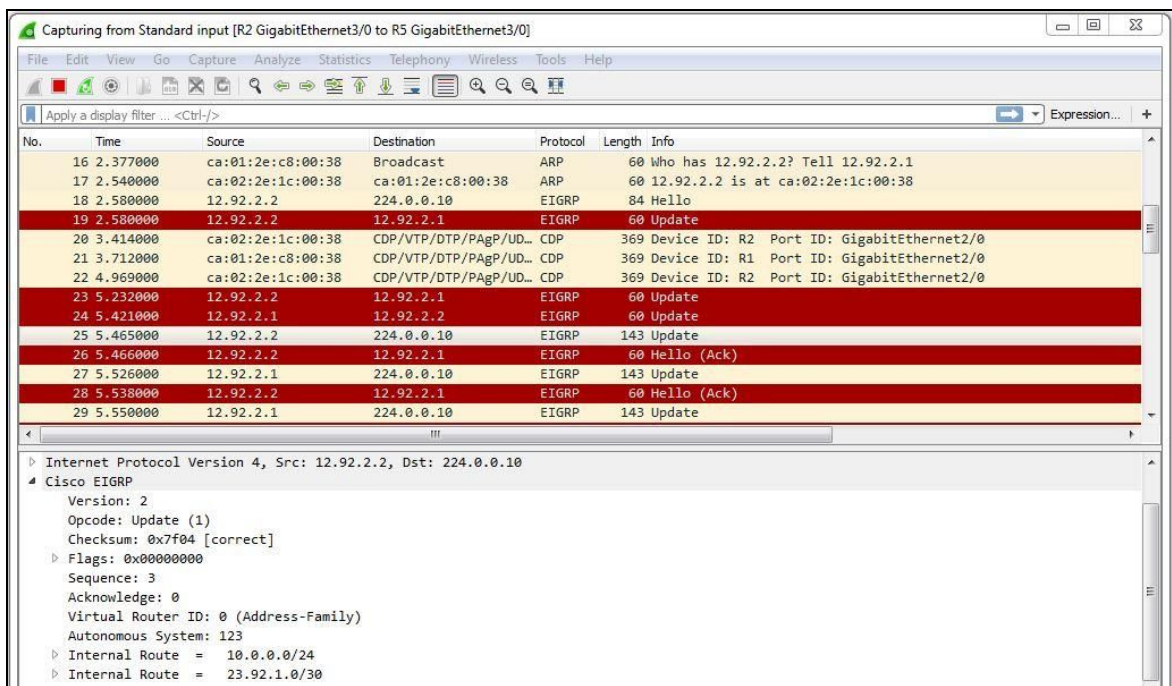 Capturing from Standard input [R2 GigabitEthernet3/0 to R5 GigabitEthernet3/0]
File Edit View Go Capture Analyze Statistics Telephony Wireless Tools Help
Apply a display filter ... <Ctrl-/> Expression... +
No. Time Source Destination Protocol Length Info
16 2.377000 ca:01:2e:c8:00:38 Broadcast ARP 60 Who has 12.92.2.2? Tell 12.92.2.1
17 2.540000 ca:02:2e:1c:00:38 ca:01:2e:c8:00:38 ARP 60 12.92.2.2 is at ca:02:2e:1c:00:38
18 2.580000 12.92.2.2 224.0.0.10 EIGRP 84 Hello
19 2.580000 12.92.2.2 12.92.2.1 EIGRP 60 Update
20 3.414000 ca:02:2e:1c:00:38 CDP/VTP/DTP/PAgP/UD… CDP 369 Device ID: R2 Port ID: GigabitEthernet2/0
21 3.712000 ca:01:2e:c8:00:38 CDP/VTP/DTP/PAgP/UD… CDP 369 Device ID: R1 Port ID: GigabitEthernet2/0
22 4.969000 ca:02:2e:1c:00:38 CDP/VTP/DTP/PAgP/UD… CDP 369 Device ID: R2 Port ID: GigabitEthernet2/0
23 5.232000 12.92.2.2 12.92.2.1 EIGRP 60 Update
24 5.421000 12.92.2.1 12.92.2.2 EIGRP 60 Update
25 5.465000 12.92.2.2 224.0.0.10 EIGRP 143 Update
26 5.466000 12.92.2.2 12.92.2.1 EIGRP 60 Hello (Ack)
27 5.526000 12.92.2.1 224.0.0.10 EIGRP 143 Update
28 5.538000 12.92.2.2 12.92.2.1 EIGRP 60 Hello (Ack)
29 5.550000 12.92.2.1 224.0.0.10 EIGRP 143 Update
Internet Protocol Version 4, Src: 12.92.2.2, Dst: 224.0.0.10
Cisco EIGRP
Version: 2
Opcode: Update (1)
Checksum: 0x7f04 [correct]
Flags: 0x00000000
Sequence: 3
Acknowledge: 0
Virtual Router ID: 0 (Address-Family)
Autonomous System: 123
Internal Route = 10.0.0.0/24
Internal Route = 23.92.1.0/30